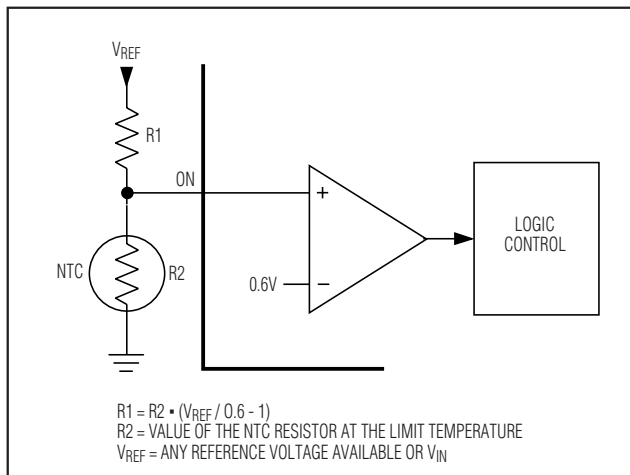 VREF
R1
ON
+
LOGIC
CONTROL
NTC
R2
0.6V
−
R1 = R2 ▪ (VREF / 0.6 - 1)
R2 = VALUE OF THE NTC RESISTOR AT THE LIMIT TEMPERATURE
VREF = ANY REFERENCE VOLTAGE AVAILABLE OR VIN